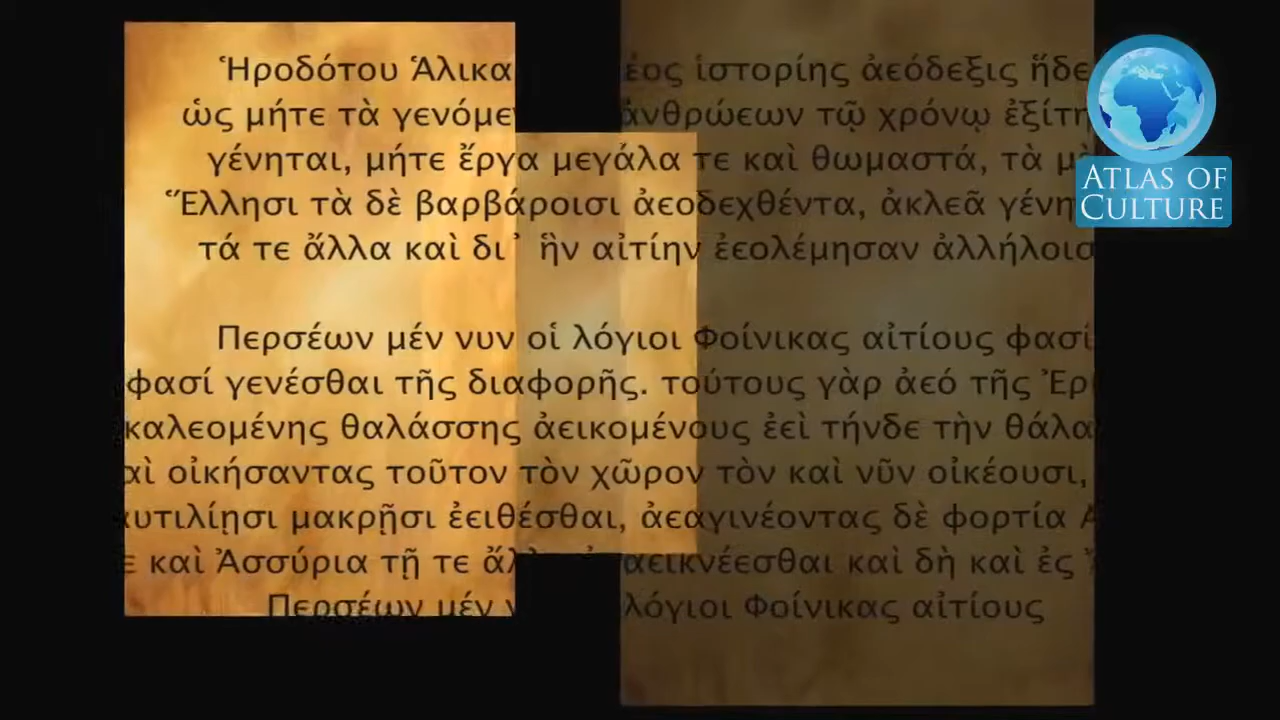 Ἡροδότου Ἁλικα έος ἱστορίης ἀεόδεξις ἥδε
ὡς μήτε τὰ γενόμε ἀνθρώεων τῷ χρόνῳ ἐξίτη
γένηται, μήτε ἔργα μεγάλα τε καὶ θωμαστά, τὰ μὲ
Ἕλλησι τὰ δὲ βαρβάροισι ἀεοδεχθέντα, ἀκλεᾶ γένη
τά τε ἄλλα καὶ δι᾽ ἣν αἰτίην ἐεολέμησαν ἀλλήλοισ
Περσέων μέν νυν οἱ λόγιοι Φοίνικας αἰτίους φασὶ
φασί γενέσθαι τῆς διαφορῆς. τούτους γὰρ ἀεό τῆς Ἐρ
καλεομένης θαλάσσης ἀεικομένους ἐεὶ τήνδε τὴν θάλα
αὶ οἰκήσαντας τοῦτον τὸν χῶρον τὸν καὶ νῦν οἰκέουσι,
αυτιλίῃσι μακρῇσι ἐειθέσθαι, ἀεαγινέοντας δὲ φορτία
ε καὶ Ἀσσύρια τῇ τε ἄλλ ἀεικνέεσθαι καὶ δὴ καὶ ἐς
Περσέων μέν ν λόγιοι Φοίνικας αἰτίους
ATLAS OF
CULTURE